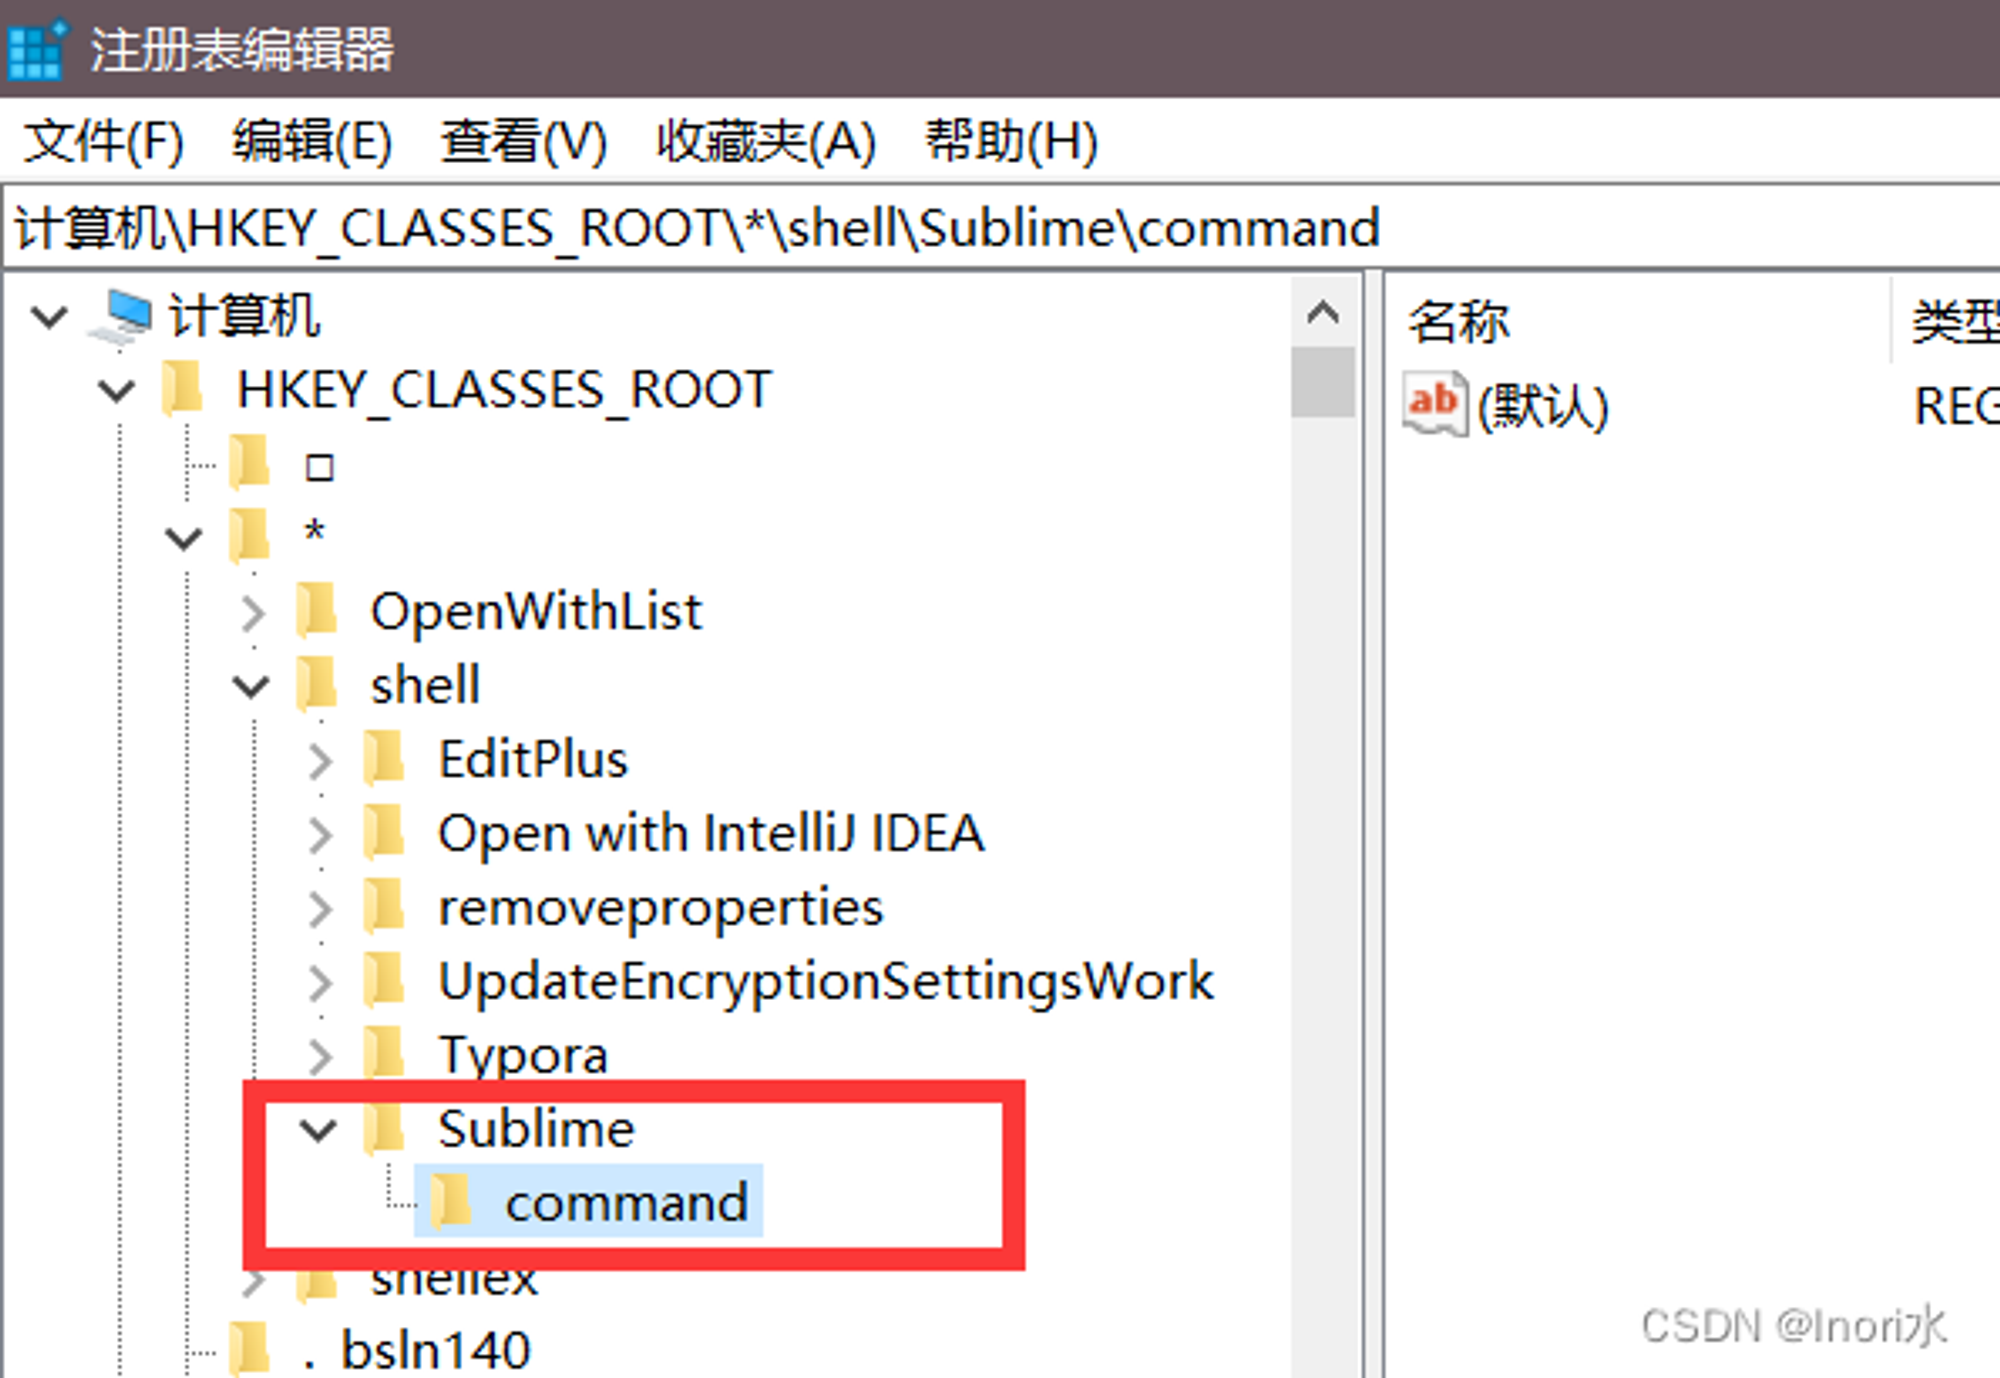 注册表编辑器
文件(F) 编辑(E) 查看(V) 收藏夹(A) 帮助(H)
计算机\HKEY_CLASSES_ROOT\*\shell\Sublime\command
计算机
HKEY_CLASSES_ROOT
*
OpenWithList
shell
EditPlus
Open with IntelliJ IDEA
removeproperties
UpdateEncryptionSettingsWork
Typora
Sublime
command
shellex
. bsln140
名称 类型
ab (默认) REG
CSDN @Inori水